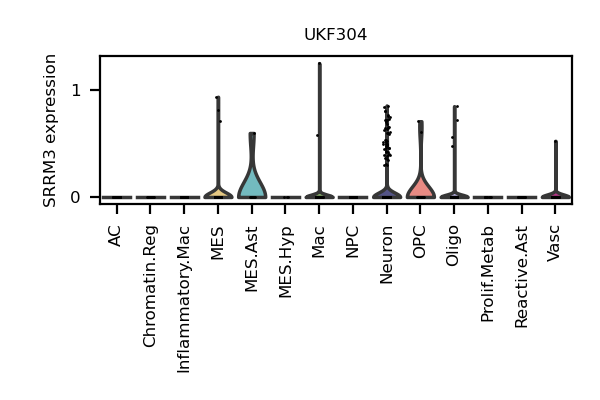 UKF304
SRRM3 expression
1
0
AC
Chromatin.Reg
Inflammatory.Mac
MES
MES.Ast
MES.Hyp
Mac
NPC
Neuron
OPC
Oligo
Prolif.Metab
Reactive.Ast
Vasc